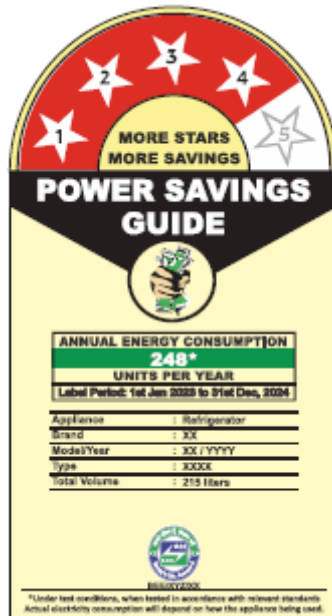 1 2 3 4 5
MORE STARS
MORE SAVINGS
POWER SAVINGS
GUIDE
ANNUAL ENERGY CONSUMPTION
248*
UNITS PER YEAR
Label Period: 1st Jan 2023 to 31st Dec, 2024
Appliance : Refrigerator
Brand : XX
Model/Year : XX / YYYY
Type : XXXX
Total Volume : 215 liters
*Under test conditions, when tested in accordance with relevant standards
Actual electricity consumption will depend on how the appliance being used.